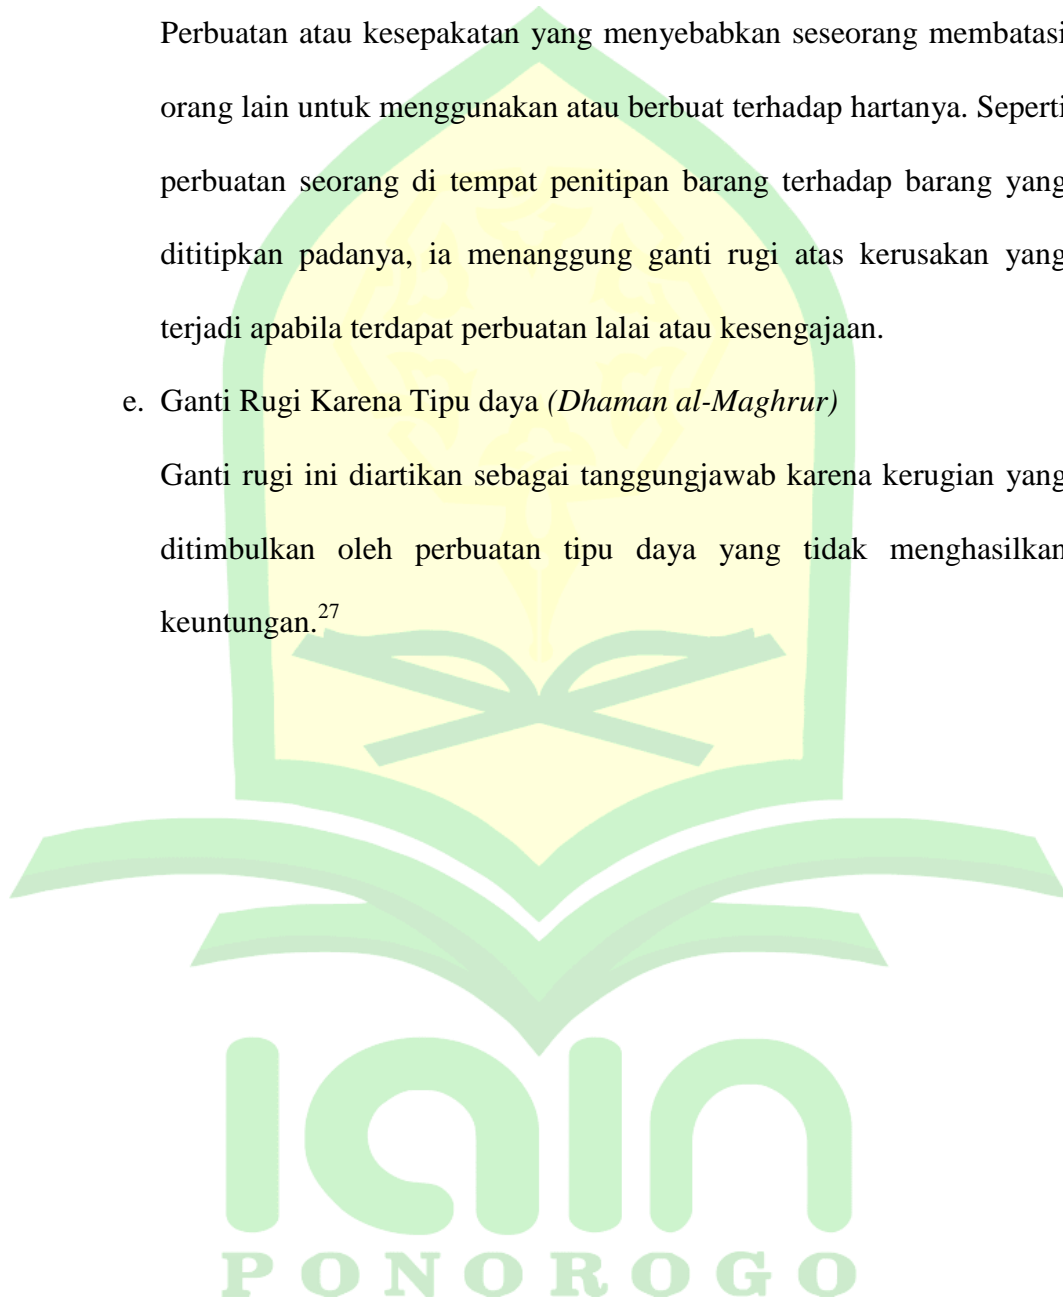 Perbuatan atau kesepakatan yang menyebabkan seseorang membatasi
orang lain untuk menggunakan atau berbuat terhadap hartanya. Seperti
perbuatan seorang di tempat penitipan barang terhadap barang yang
dititipkan padanya, ia menanggung ganti rugi atas kerusakan yang
terjadi apabila terdapat perbuatan lalai atau kesengajaan.
e. Ganti Rugi Karena Tipu daya (Dhaman al-Maghrur)
Ganti rugi ini diartikan sebagai tanggungjawab karena kerugian yang
ditimbulkan oleh perbuatan tipu daya yang tidak menghasilkan
keuntungan.27
iain
PONOROGO